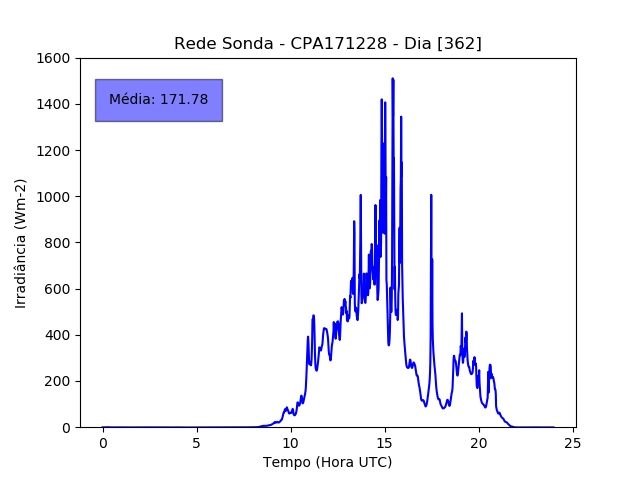 Rede Sonda - CPA171228 - Dia [362]
1600
1400
1200
1000
800
600
400
200
0
Média: 171.78
Irradiância (Wm-2)
0 5 10 15 20 25
Tempo (Hora UTC)